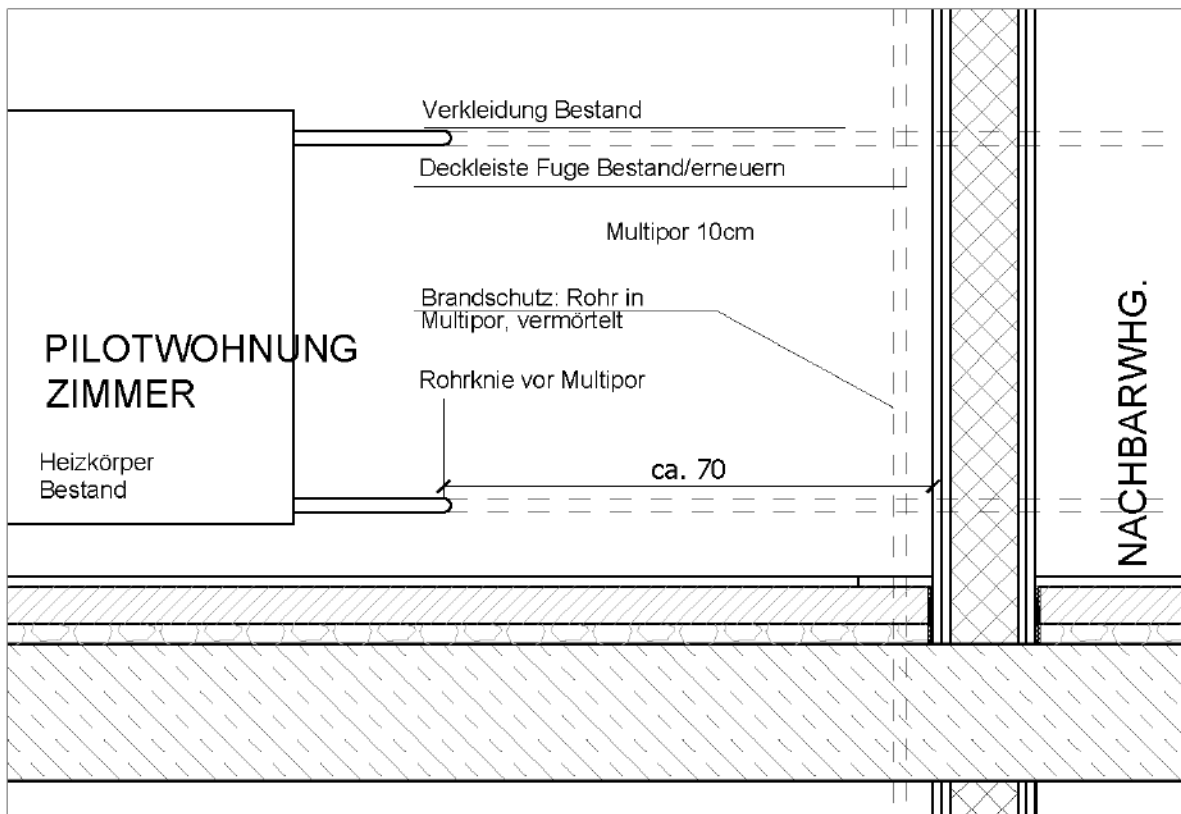 Verkleidung Bestand
Deckleiste Fuge Bestand/erneuern
Multipor 10cm
Brandschutz: Rohr in
Multipor, vermörtelt
PILOTWOHNUNG
ZIMMER
Rohrknie vor Multipor
Heizkörper
Bestand
ca. 70
NACHBARWHG.